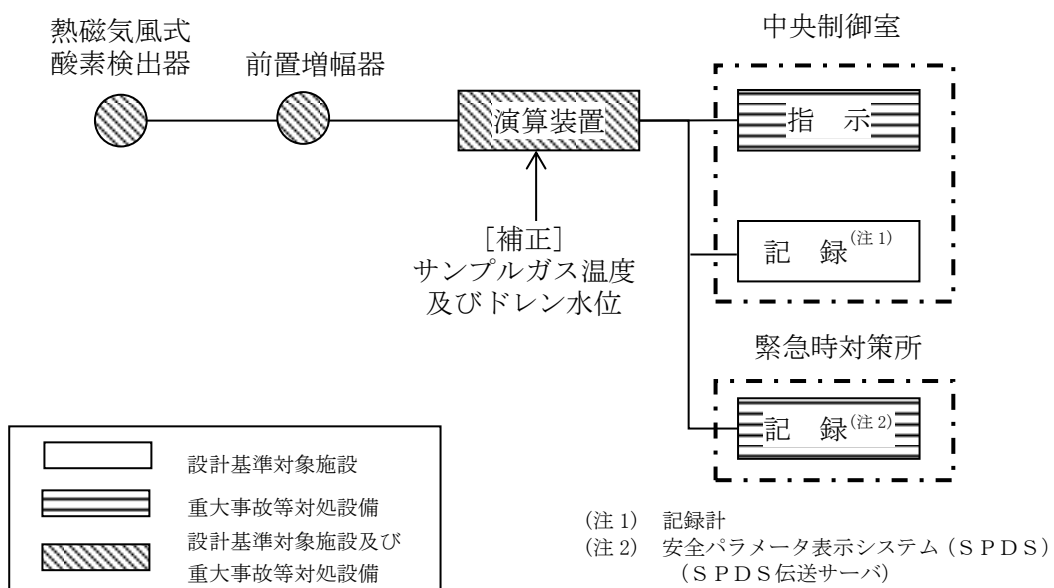 熱磁気風式
酸素検出器
前置増幅器
演算装置
[補正]
サンプルガス温度
及びドレン水位
中央制御室
指 示
記 録(注1)
緊急時対策所
記 録(注2)
設計基準対象施設
重大事故等対処設備
設計基準対象施設及び
重大事故等対処設備
(注1) 記録計
(注2) 安全パラメータ表示システム(SPDS)
(SPDS伝送サーバ)